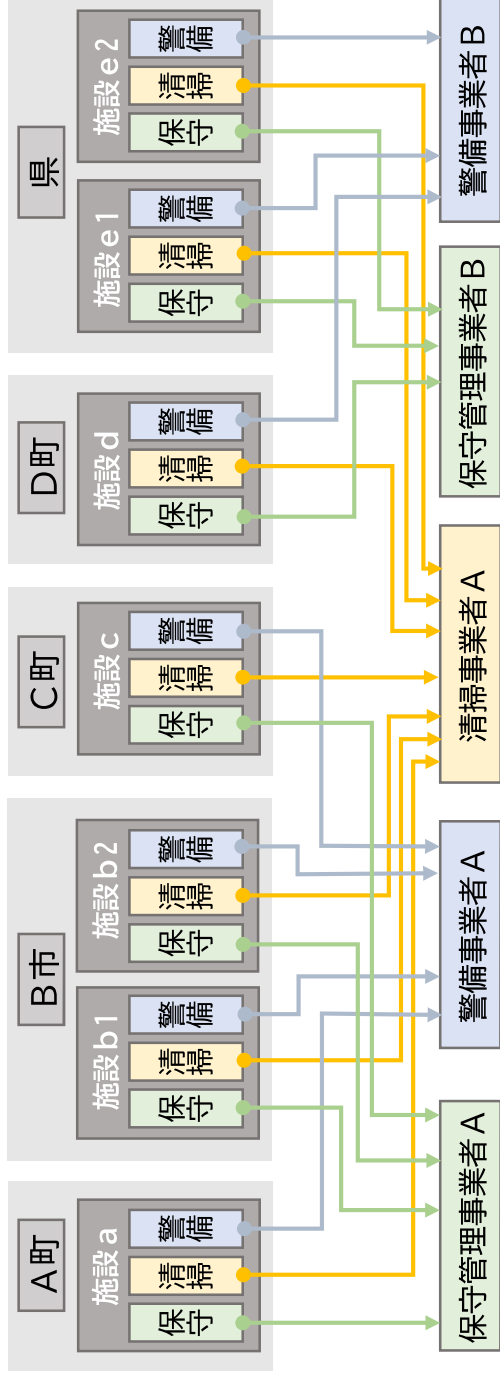 A町
施設a
保守
清掃
警備
B市
施設b1
保守
清掃
警備
施設b2
保守
清掃
警備
C町
施設c
保守
清掃
警備
D町
施設d
保守
清掃
警備
県
施設e1
保守
清掃
警備
施設e2
保守
清掃
警備
保守管理事業者A
警備事業者A
清掃事業者A
保守管理事業者B
警備事業者B